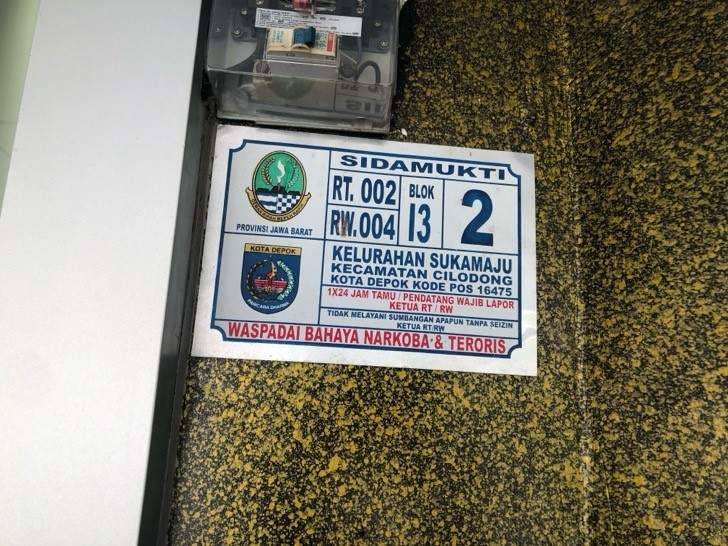 SIDAMUKTI
RT. 002
RW.004
BLOK
13
2
PROVINSI JAWA BARAT
KOTA DEPOK
KELURAHAN SUKAMAJU
KECAMATAN CILODONG
KOTA DEPOK KODE POS 16475
1X24 JAM TAMU / PENDATANG WAJIB LAPOR
KETUA RT / RW
TIDAK MELAYANI SUMBANGAN APAPUN TANPA SEIZIN
KETUA RT/RW
WASPADAI BAHAYA NARKOBA & TERORIS